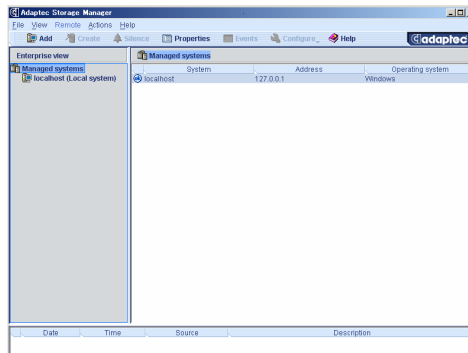 Adaptec Storage Manager
File View Remote Actions Help
Add Create Silence Properties Events Configure Help adaptec
Enterprise view
Managed systems
Managed systems
localhost (Local system)
System Address Operating system
localhost 127.0.0.1 Windows
Date Time Source Description